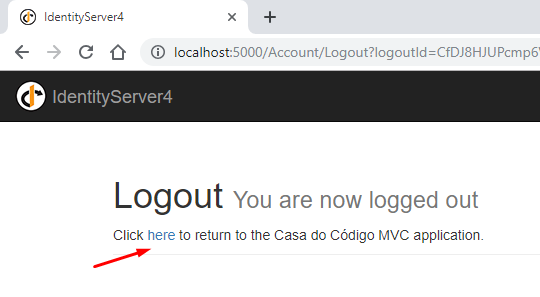 IdentityServer4
localhost:5000/Account/Logout?logoutId=CfDJ8HJUPcmp6
IdentityServer4
Logout You are now logged out
Click here to return to the Casa do Código MVC application.